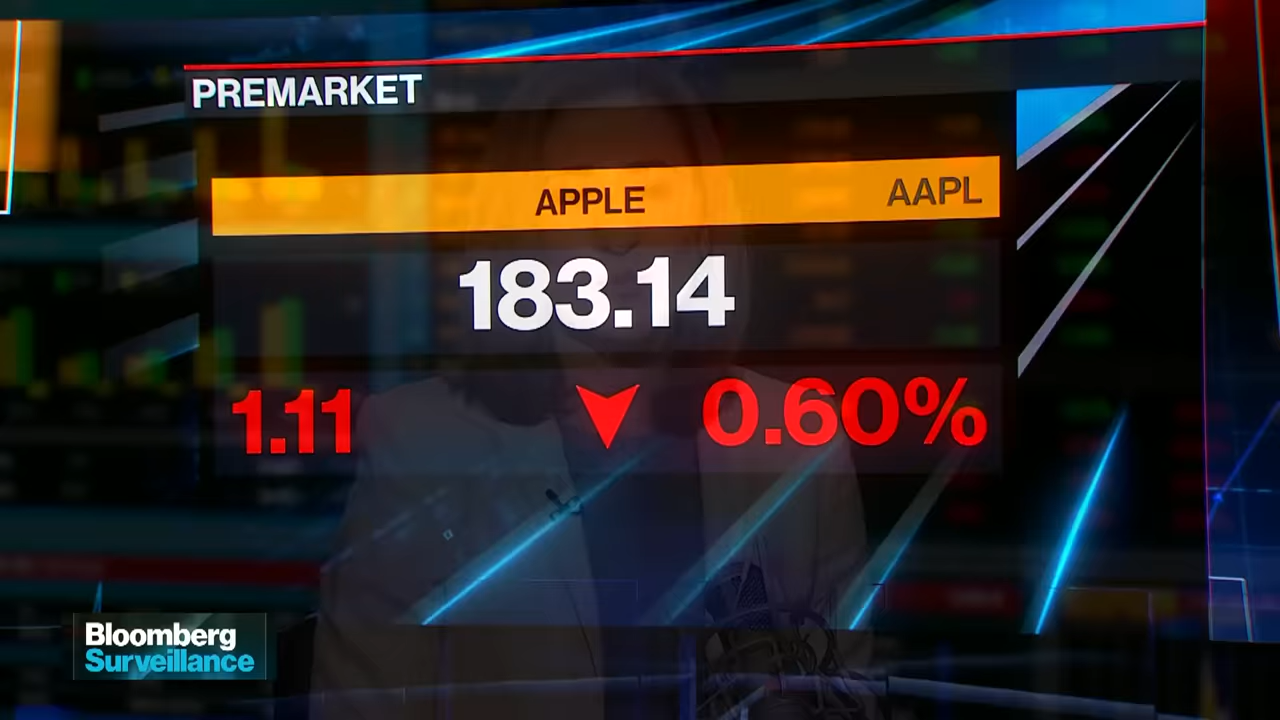 PREMARKET
APPLE AAPL
183.14
1.11 ▼ 0.60%
Bloomberg
Surveillance